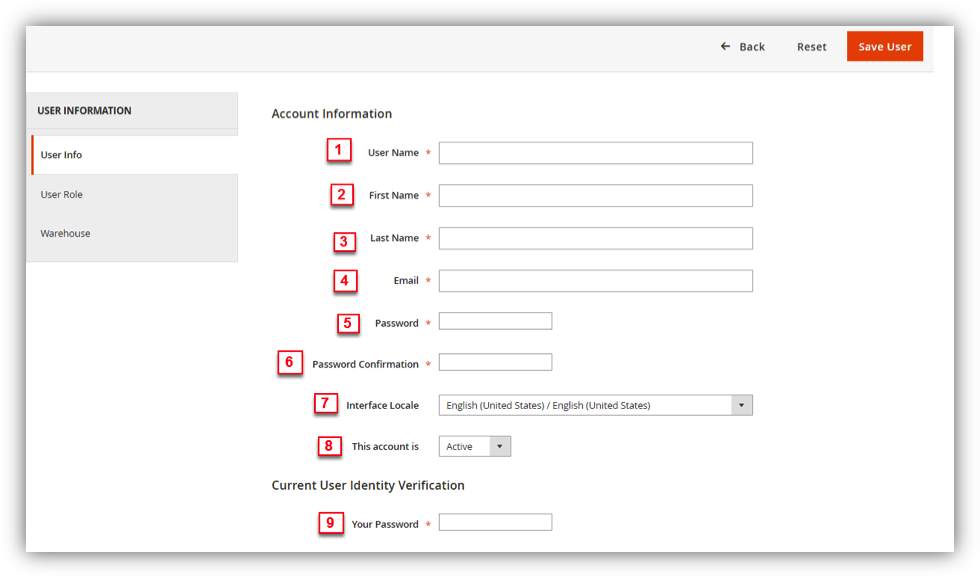 ← Back Reset Save User
USER INFORMATION
User Info
User Role
Warehouse
Account Information
1 User Name *
2 First Name *
3 Last Name *
4 Email *
5 Password *
6 Password Confirmation *
7 Interface Locale English (United States) / English (United States)
8 This account is Active
Current User Identity Verification
9 Your Password *